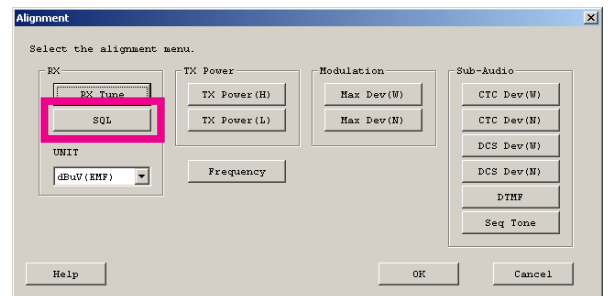 Alignment
Select the alignment menu.
RX
RX Tune
SQL
UNIT
dBuV(EMF)
TX Power
TX Power(H)
TX Power(L)
Frequency
Modulation
Max Dev(W)
Max Dev(N)
Sub-Audio
CTC Dev(W)
CTC Dev(N)
DCS Dev(W)
DCS Dev(N)
DTMF
Seq Tone
Help
OK
Cancel